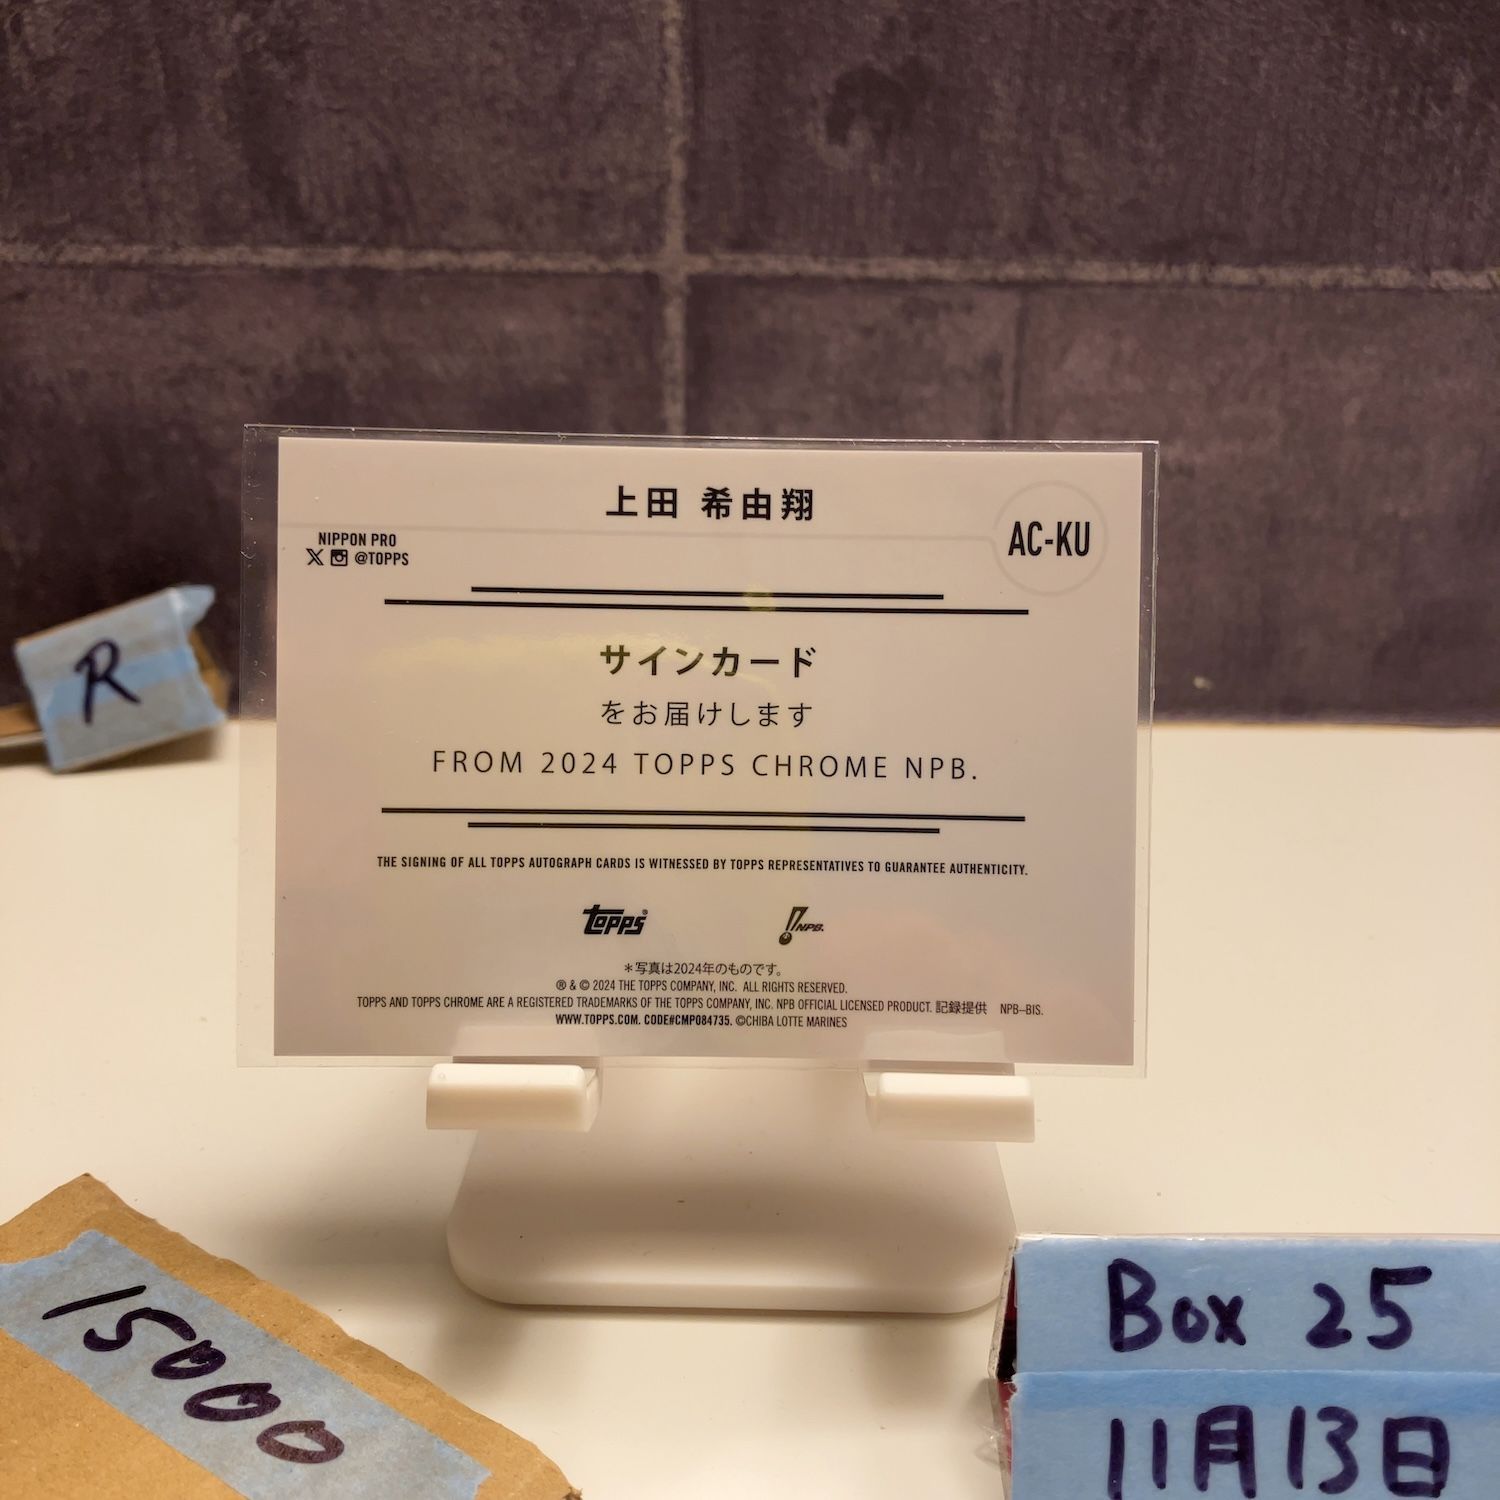 上田 希由翔
AC-KU
NIPPON PRO
@TOPPS
サインカード
をお届けします
FROM 2024 TOPPS CHROME NPB.
THE SIGNING OF ALL TOPPS AUTOGRAPH CARDS IS WITNESSED BY TOPPS REPRESENTATIVES TO GUARANTEE AUTHENTICITY.
TOPPS®
NPB.
＊写真は2024年のものです。
® & © 2024 THE TOPPS COMPANY, INC. ALL RIGHTS RESERVED.
TOPPS AND TOPPS CHROME ARE A REGISTERED TRADEMARKS OF THE TOPPS COMPANY, INC. NPB OFFICIAL LICENSED PRODUCT. 記録提供 NPB-BIS.
WWW.TOPPS.COM. CODE#CMP084735. ©CHIBA LOTTE MARINES
R
15000
Box 25
11月13日